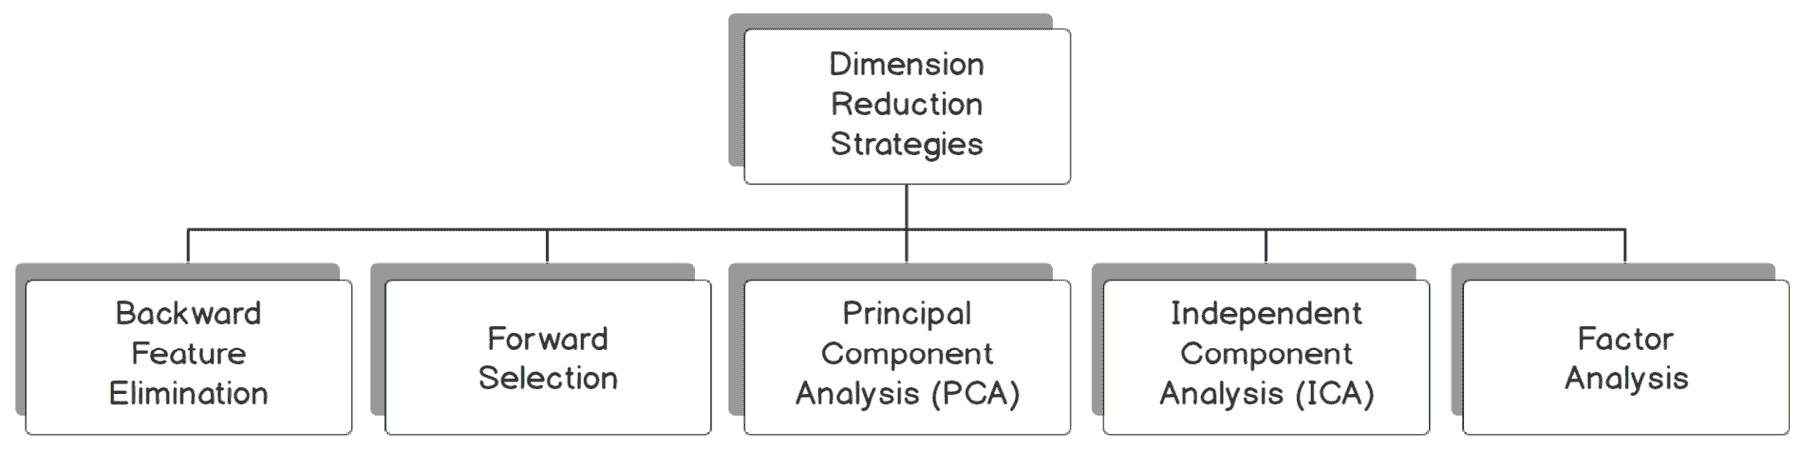 Dimension
Reduction
Strategies
Backward
Feature
Elimination
Forward
Selection
Principal
Component
Analysis (PCA)
Independent
Component
Analysis (ICA)
Factor
Analysis